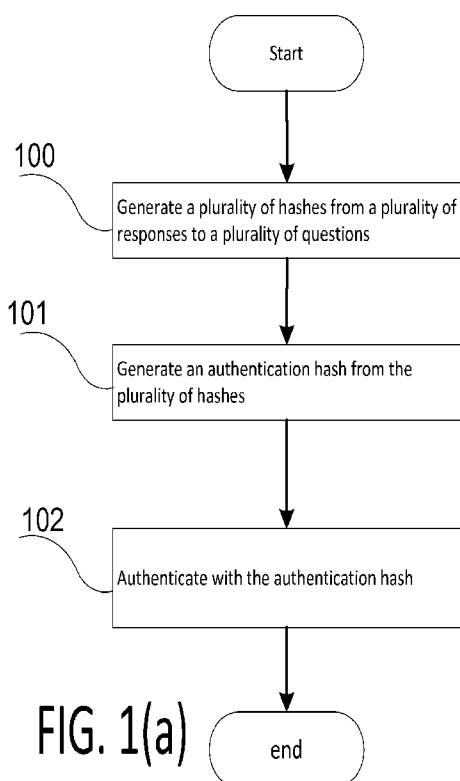 Start
100
Generate a plurality of hashes from a plurality of
responses to a plurality of questions
101
Generate an authentication hash from the
plurality of hashes
102
Authenticate with the authentication hash
FIG. 1(a)
end